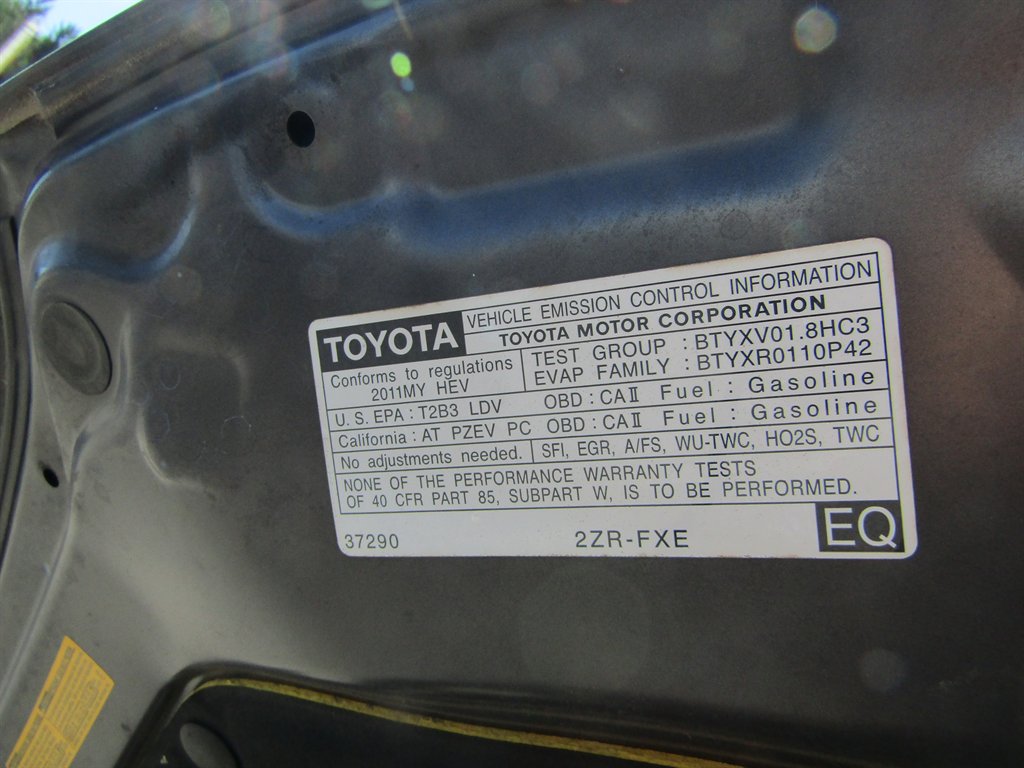 TOYOTA
VEHICLE EMISSION CONTROL INFORMATION
TOYOTA MOTOR CORPORATION
Conforms to regulations
2011MY HEV
TEST GROUP : BTYXV01.8HC3
EVAP FAMILY : BTYXR0110P42
U.S. EPA : T2B3 LDV OBD : CAⅡ Fuel : Gasoline
California : AT PZEV PC OBD : CAⅡ Fuel : Gasoline
No adjustments needed. SFI, EGR, A/FS, WU-TWC, HO2S, TWC
NONE OF THE PERFORMANCE WARRANTY TESTS
OF 40 CFR PART 85, SUBPART W, IS TO BE PERFORMED.
37290 2ZR-FXE EQ